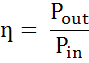 η = P_out / P_in